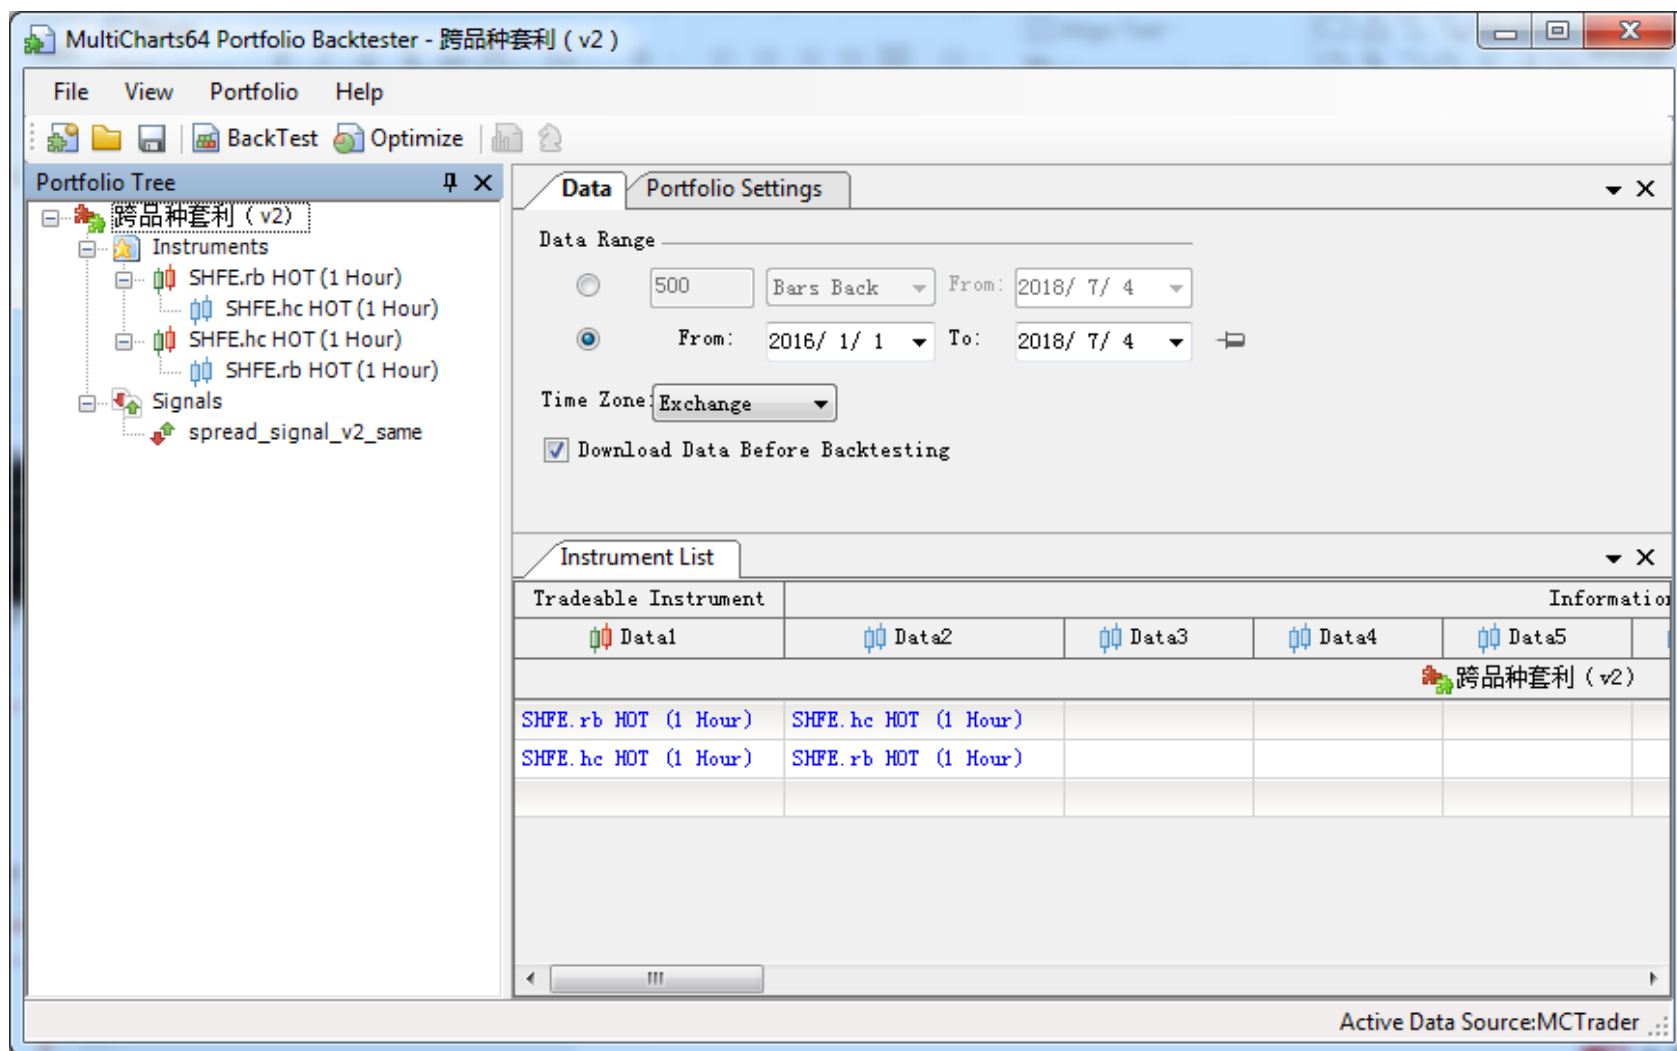 MultiCharts64 Portfolio Backtester - 跨品种套利（v2）
File View Portfolio Help
BackTest Optimize
Portfolio Tree
跨品种套利（v2）
Instruments
SHFE.rb HOT (1 Hour)
SHFE.hc HOT (1 Hour)
SHFE.hc HOT (1 Hour)
SHFE.rb HOT (1 Hour)
Signals
spread_signal_v2_same
Data Portfolio Settings
Data Range
500 Bars Back From: 2018/ 7/ 4
From: 2016/ 1/ 1 To: 2018/ 7/ 4
Time Zone: Exchange
Download Data Before Backtesting
Instrument List
Tradeable Instrument Information
Data1 Data2 Data3 Data4 Data5
跨品种套利（v2）
SHFE.rb HOT (1 Hour) SHFE.hc HOT (1 Hour)
SHFE.hc HOT (1 Hour) SHFE.rb HOT (1 Hour)
Active Data Source:MCTrader